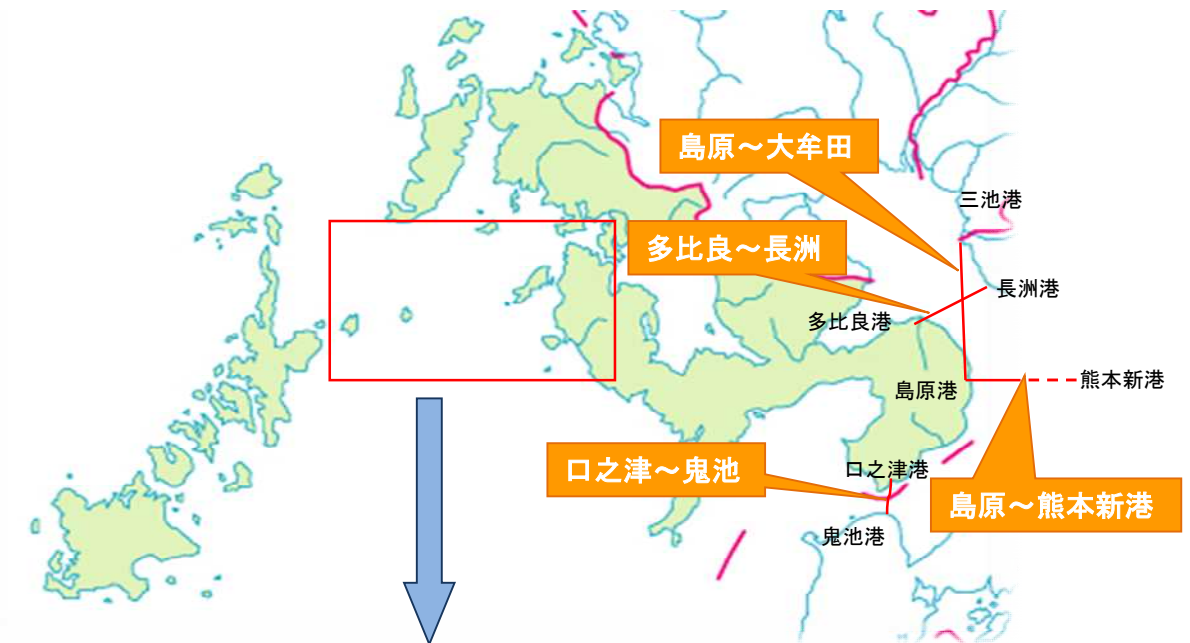 島原～大牟田
三池港
多比良～長洲
長洲港
多比良港
熊本新港
島原港
口之津～鬼池
口之津港
島原～熊本新港
鬼池港